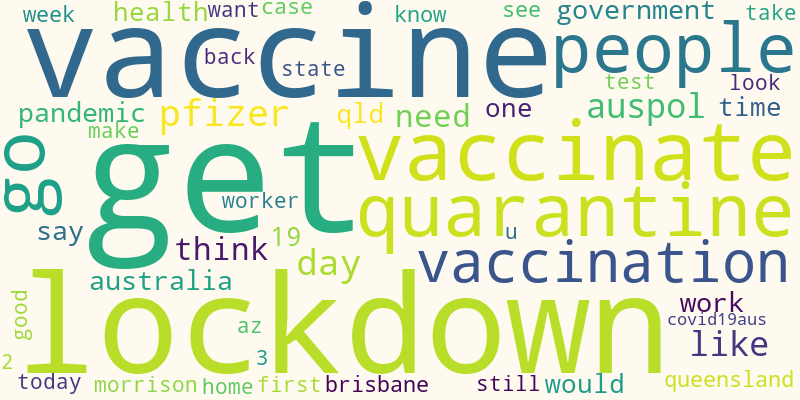 week health want case know see government take
vaccine people
back state test look
pandemic pfizer qld need one auspol time
make
go get vaccinate
worker quarantine
say think 19 day u vaccination
australia
good lockdown work
az covid19aus
2 3 like
today morrison home first brisbane still would queensland